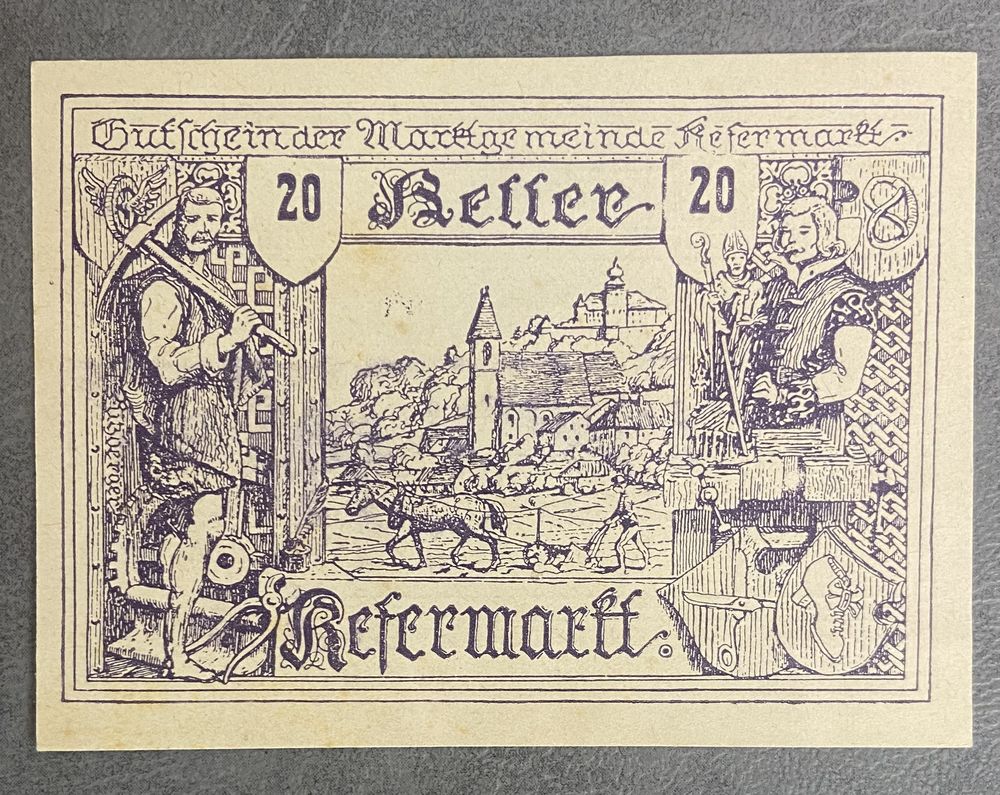 Gutschein der Marktgemeinde Kefermarkt.
20 Heller 20
Kefermarkt.